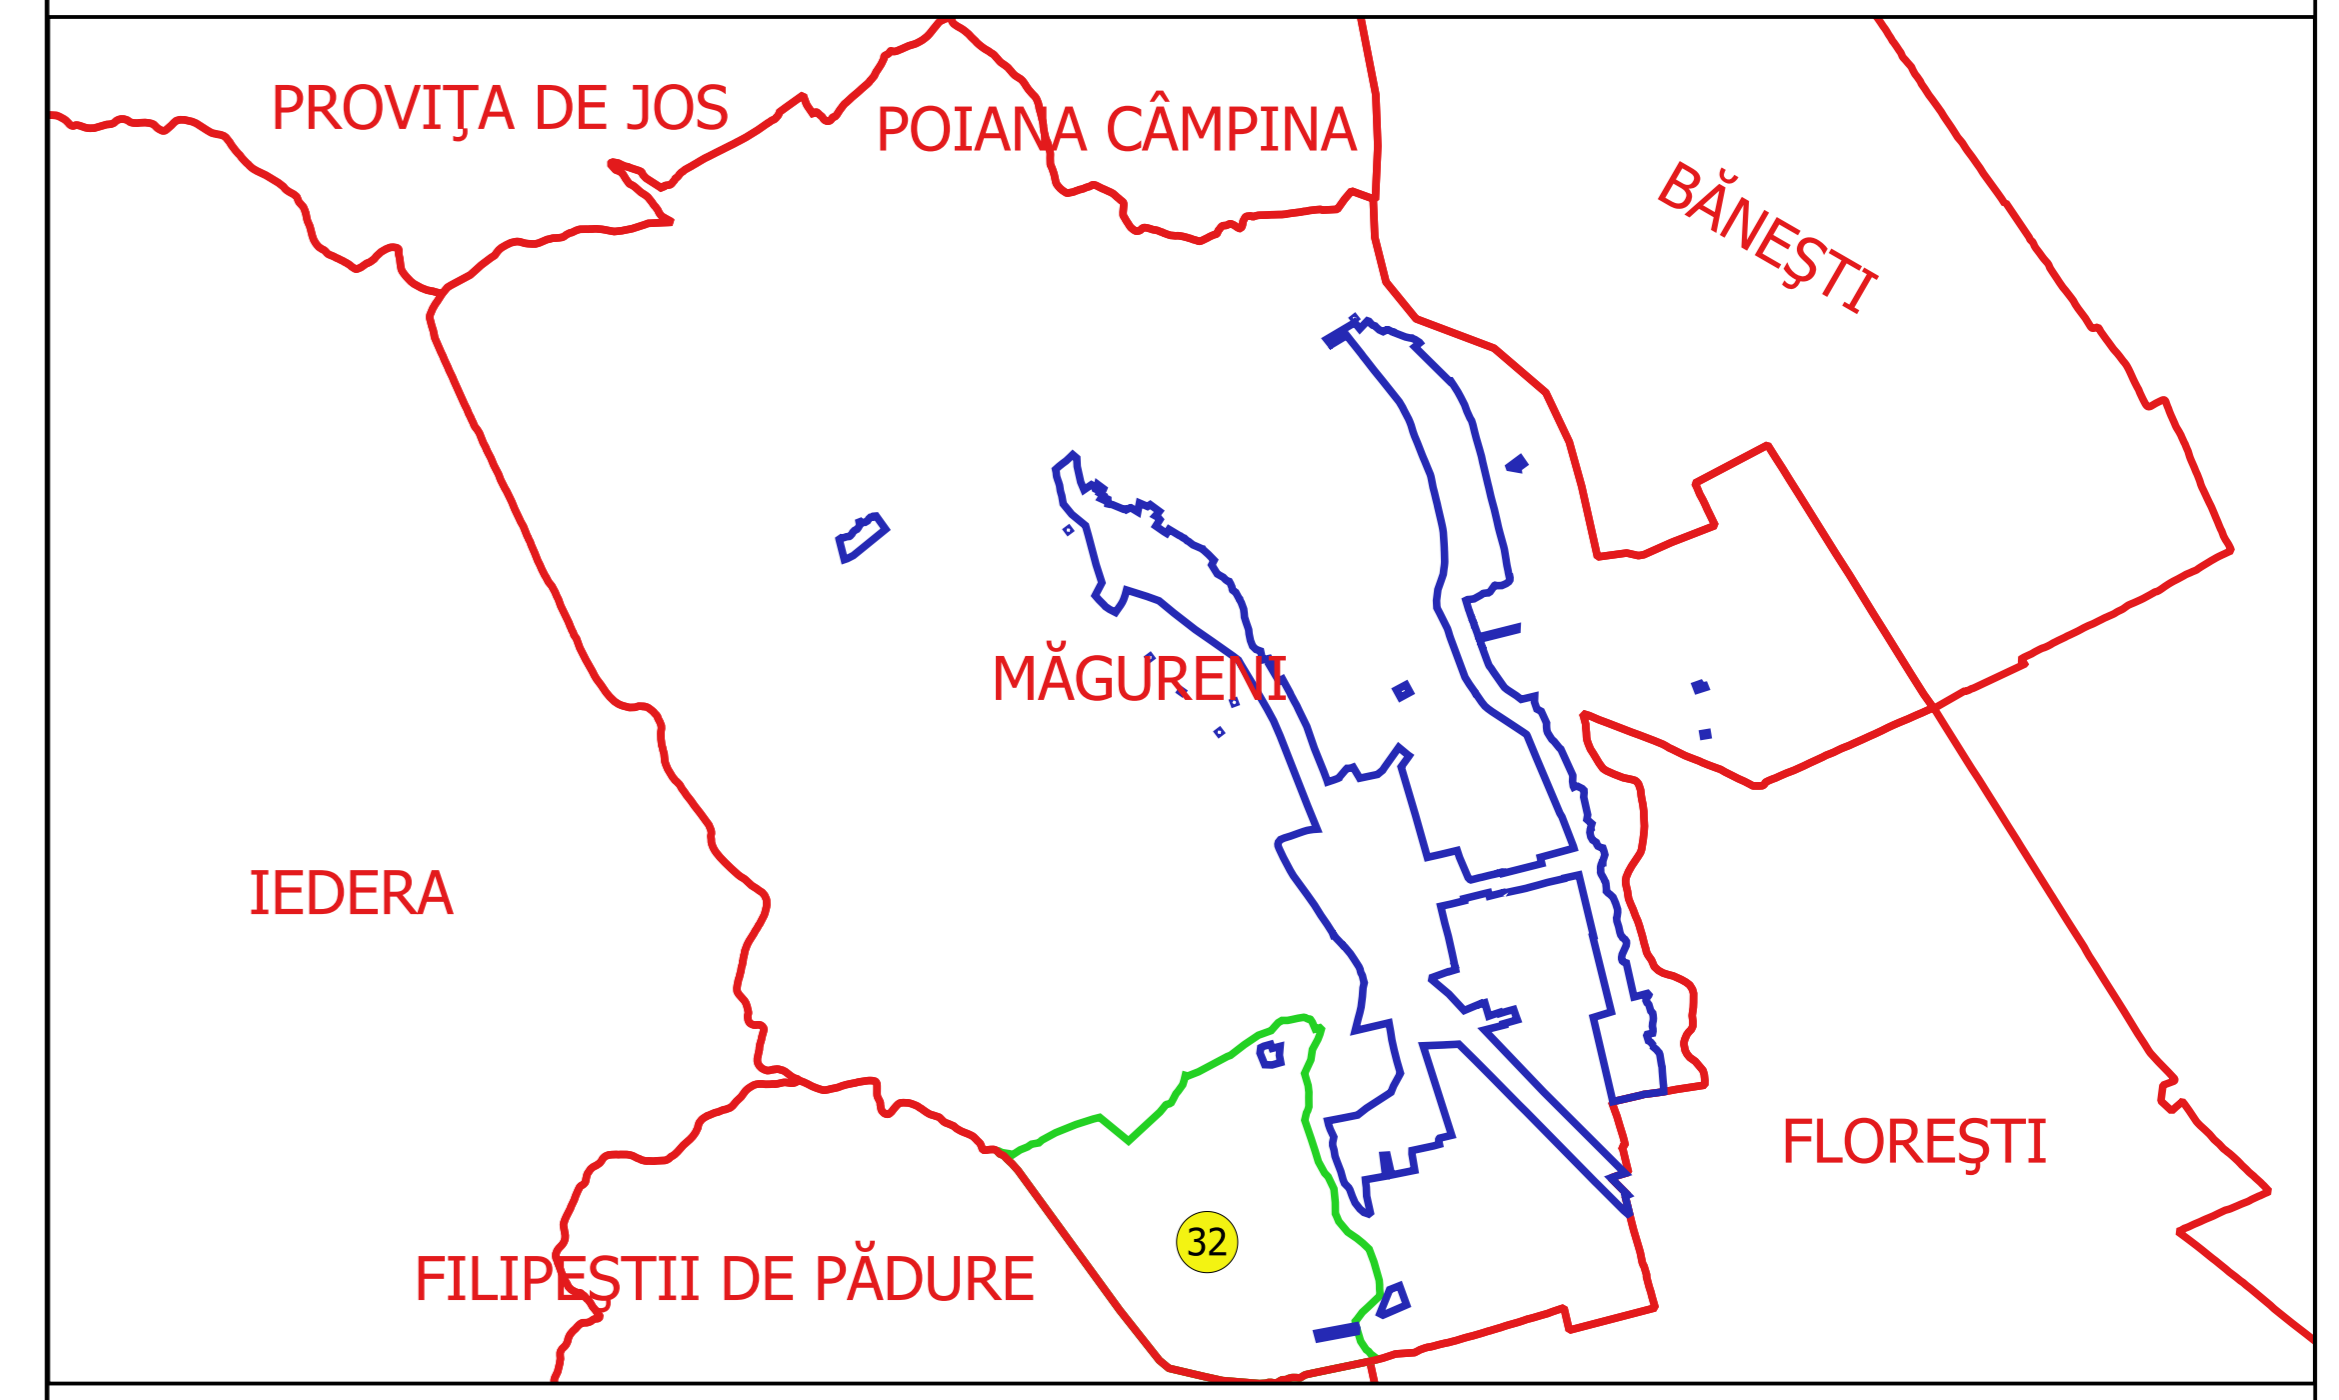 PROVIŢA DE JOS
POIANA CÂMPINA
BĂNEŞTI
MĂGURENI
IEDERA
FLOREŞTI
32
FILIPEŞTII DE PĂDURE